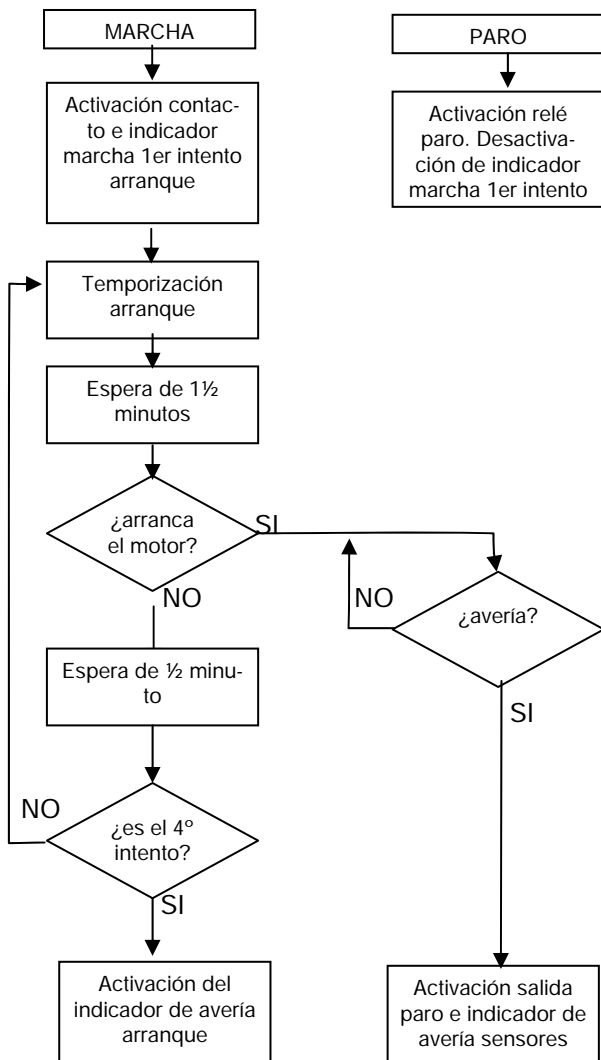 MARCHA
Activación contac-
to e indicador
marcha 1er intento
arranque
Temporización
arranque
Espera de 1½
minutos
¿arranca
el motor?
SI
NO
Espera de ½ minu-
to
¿es el 4º
intento?
NO
SI
Activación del
indicador de avería
arranque
PARO
Activación relé
paro. Desactiva-
ción de indicador
marcha 1er intento
¿avería?
NO
SI
Activación salida
paro e indicador de
avería sensores